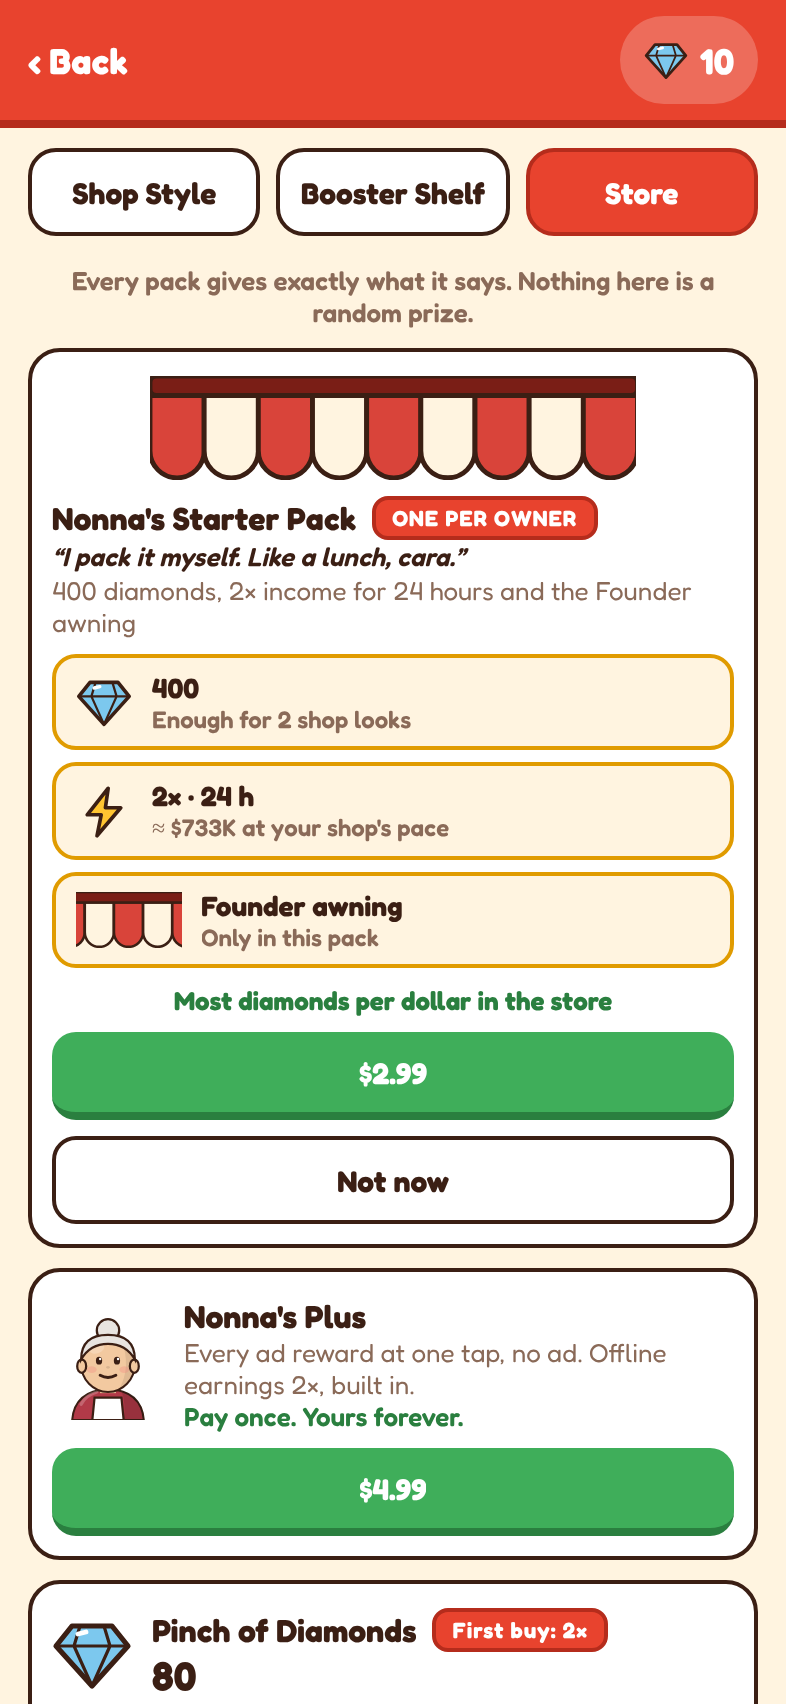 ‹ Back
10
Shop Style
Booster Shelf
Store
Every pack gives exactly what it says. Nothing here is a
random prize.
Nonna's Starter Pack
ONE PER OWNER
“I pack it myself. Like a lunch, cara.”
400 diamonds, 2× income for 24 hours and the Founder
awning
400
Enough for 2 shop looks
2× · 24 h
≈ $733K at your shop's pace
Founder awning
Only in this pack
Most diamonds per dollar in the store
$2.99
Not now
Nonna's Plus
Every ad reward at one tap, no ad. Offline
earnings 2×, built in.
Pay once. Yours forever.
$4.99
Pinch of Diamonds
First buy: 2×
80